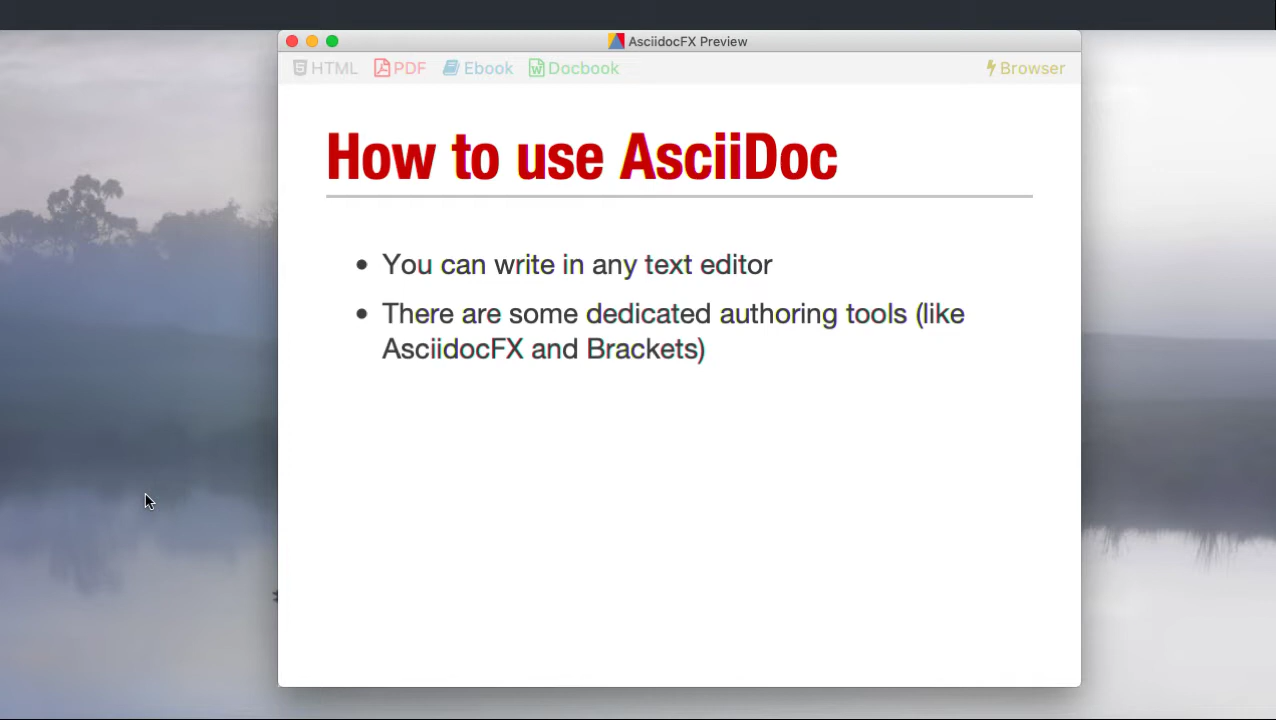 AsciidocFX Preview
HTML PDF Ebook Docbook Browser
How to use AsciiDoc
• You can write in any text editor
• There are some dedicated authoring tools (like
AsciidocFX and Brackets)